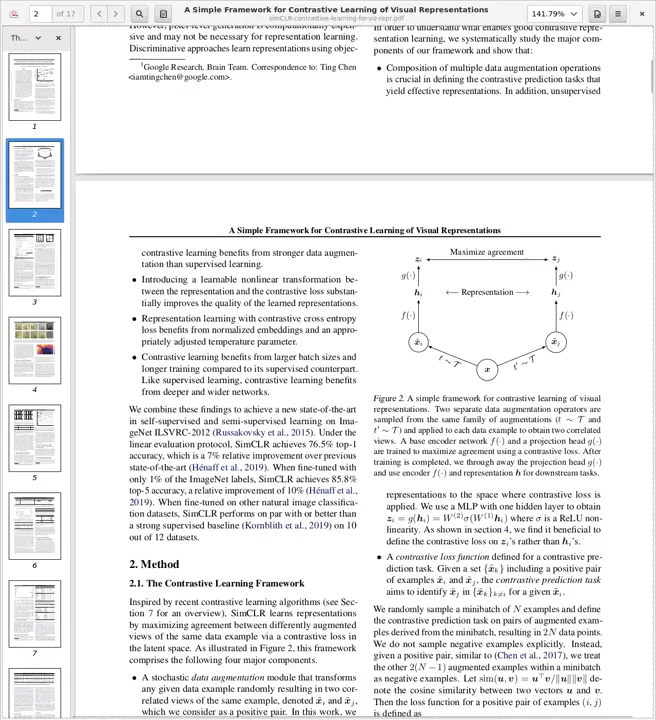 2 of 17
A Simple Framework for Contrastive Learning of Visual Representations
simCLR-contrastive-learning-for-viz-repr.pdf
141.79%
Th...
1
2
3
4
5
6
7
sive and may not be necessary for representation learning.
Discriminative approaches learn representations using objec-
1Google Research, Brain Team. Correspondence to: Ting Chen
<iamtingchen@google.com>.
In order to understand what enables good contrastive repre-
sentation learning, we systematically study the major com-
ponents of our framework and show that:
• Composition of multiple data augmentation operations
is crucial in defining the contrastive prediction tasks that
yield effective representations. In addition, unsupervised
A Simple Framework for Contrastive Learning of Visual Representations
contrastive learning benefits from stronger data augmen-
tation than supervised learning.
• Introducing a learnable nonlinear transformation be-
tween the representation and the contrastive loss substan-
tially improves the quality of the learned representations.
• Representation learning with contrastive cross entropy
loss benefits from normalized embeddings and an appro-
priately adjusted temperature parameter.
• Contrastive learning benefits from larger batch sizes and
longer training compared to its supervised counterpart.
Like supervised learning, contrastive learning benefits
from deeper and wider networks.
We combine these findings to achieve a new state-of-the-art
in self-supervised and semi-supervised learning on Ima-
geNet ILSVRC-2012 (Russakovsky et al., 2015). Under the
linear evaluation protocol, SimCLR achieves 76.5% top-1
accuracy, which is a 7% relative improvement over previous
state-of-the-art (Hénaff et al., 2019). When fine-tuned with
only 1% of the ImageNet labels, SimCLR achieves 85.8%
top-5 accuracy, a relative improvement of 10% (Hénaff et al.,
2019). When fine-tuned on other natural image classifica-
tion datasets, SimCLR performs on par with or better than
a strong supervised baseline (Kornblith et al., 2019) on 10
out of 12 datasets.
2. Method
2.1. The Contrastive Learning Framework
Inspired by recent contrastive learning algorithms (see Sec-
tion 7 for an overview), SimCLR learns representations
by maximizing agreement between differently augmented
views of the same data example via a contrastive loss in
the latent space. As illustrated in Figure 2, this framework
comprises the following four major components.
• A stochastic data augmentation module that transforms
any given data example randomly resulting in two cor-
related views of the same example, denoted x̃i and x̃j,
which we consider as a positive pair. In this work, we
zi Maximize agreement zj
g(·) g(·)
hi ⟵ Representation ⟶ hj
f(·) f(·)
x̃i x̃j
t ∼ T t′ ∼ T
x
Figure 2. A simple framework for contrastive learning of visual
representations. Two separate data augmentation operators are
sampled from the same family of augmentations (t ∼ T and
t′ ∼ T) and applied to each data example to obtain two correlated
views. A base encoder network f(·) and a projection head g(·)
are trained to maximize agreement using a contrastive loss. After
training is completed, we through away the projection head g(·)
and use encoder f(·) and representation h for downstream tasks.
representations to the space where contrastive loss is
applied. We use a MLP with one hidden layer to obtain
zi = g(hi) = W(2)σ(W(1)hi) where σ is a ReLU non-
linearity. As shown in section 4, we find it beneficial to
define the contrastive loss on zi's rather than hi's.
• A contrastive loss function defined for a contrastive pre-
diction task. Given a set {x̃k} including a positive pair
of examples x̃i and x̃j, the contrastive prediction task
aims to identify x̃j in {x̃k}k≠i for a given x̃i.
We randomly sample a minibatch of N examples and define
the contrastive prediction task on pairs of augmented exam-
ples derived from the minibatch, resulting in 2N data points.
We do not sample negative examples explicitly. Instead,
given a positive pair, similar to (Chen et al., 2017), we treat
the other 2(N − 1) augmented examples within a minibatch
as negative examples. Let sim(u, v) = u⊤v/∥u∥∥v∥ de-
note the cosine similarity between two vectors u and v.
Then the loss function for a positive pair of examples (i, j)
is defined as